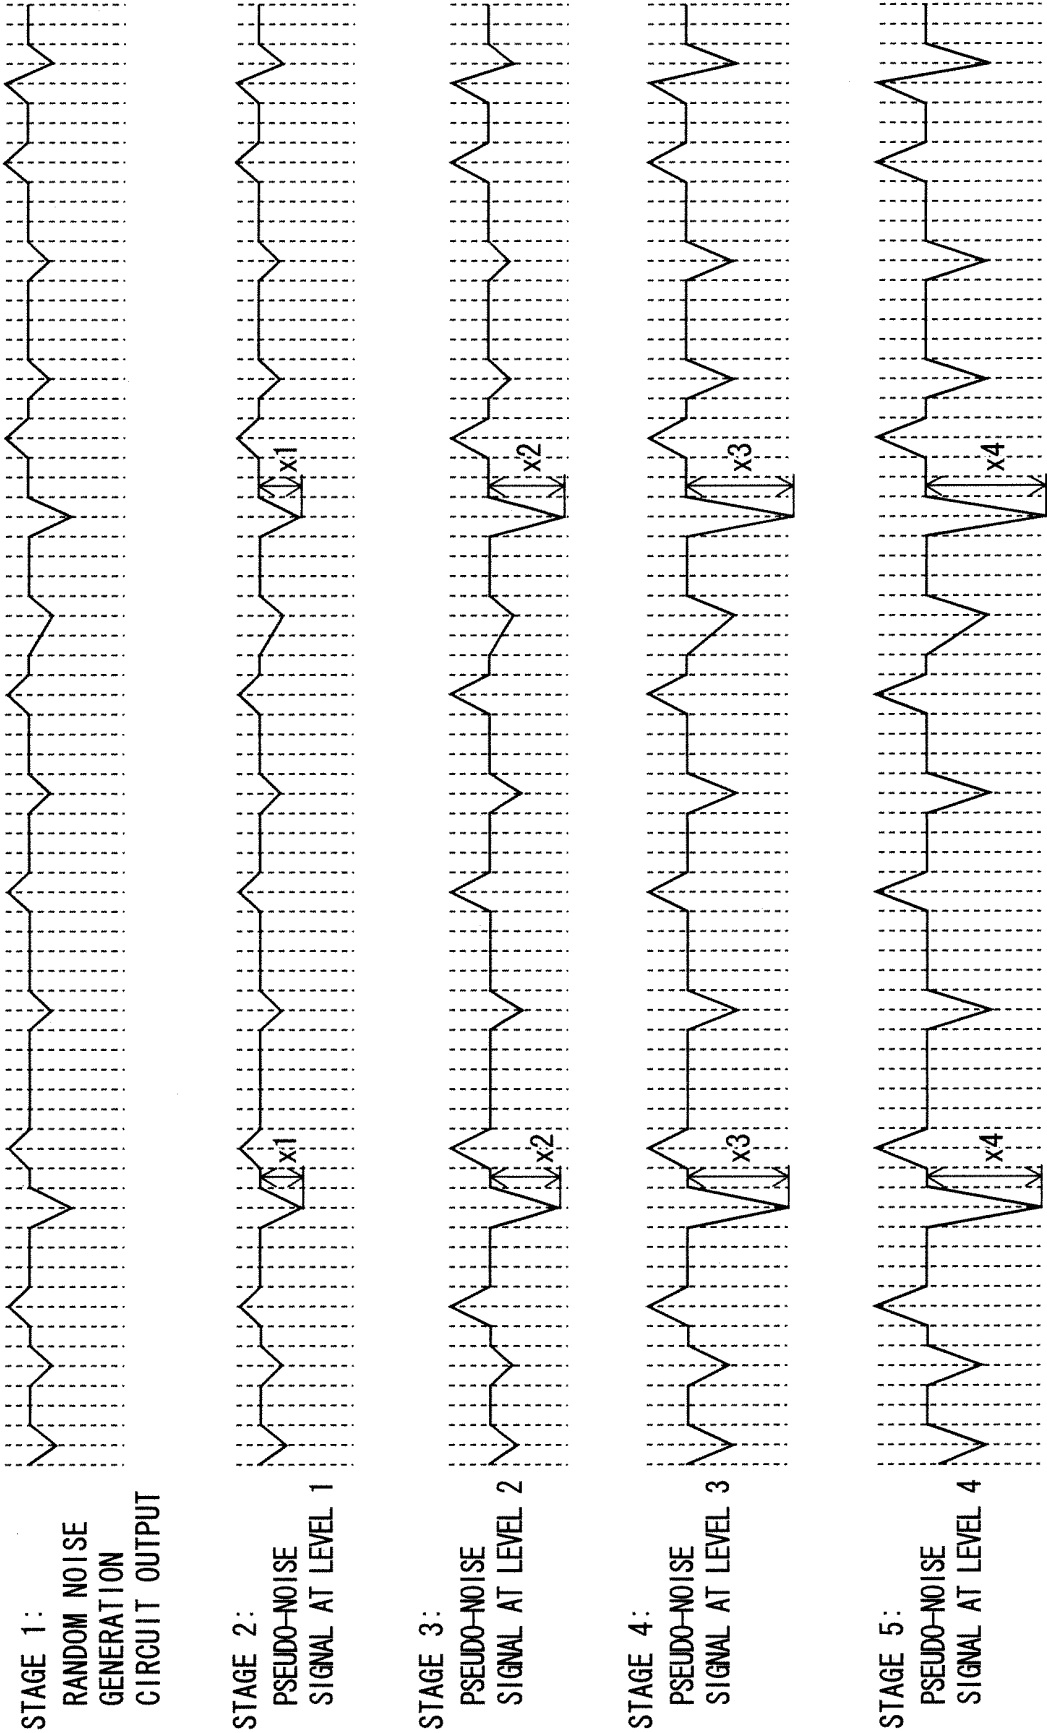 STAGE 1:
RANDOM NOISE
GENERATION
CIRCUIT OUTPUT
STAGE 2:
PSEUDO-NOISE
SIGNAL AT LEVEL 1
x1
x1
STAGE 3:
PSEUDO-NOISE
SIGNAL AT LEVEL 2
x2
x2
STAGE 4:
PSEUDO-NOISE
SIGNAL AT LEVEL 3
x3
x3
STAGE 5:
PSEUDO-NOISE
SIGNAL AT LEVEL 4
x4
x4